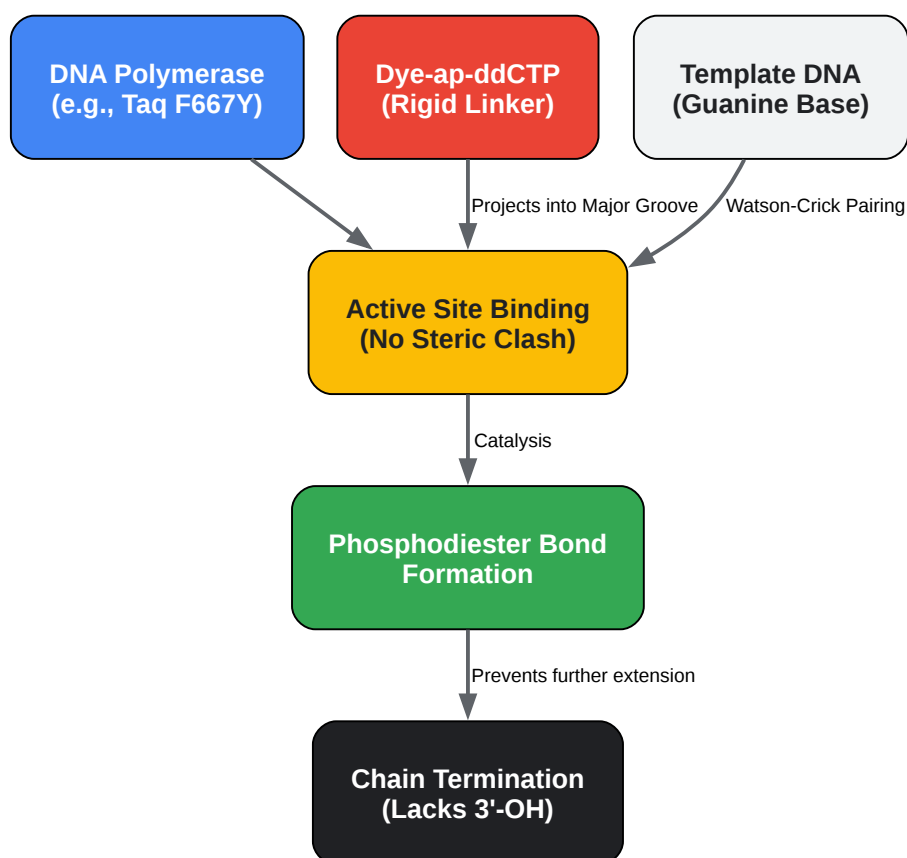 DNA Polymerase
(e.g., Taq F667Y)
Dye-ap-ddCTP
(Rigid Linker)
Template DNA
(Guanine Base)
Projects into Major Groove
Watson-Crick Pairing
Active Site Binding
(No Steric Clash)
Catalysis
Phosphodiester Bond
Formation
Prevents further extension
Chain Termination
(Lacks 3'-OH)